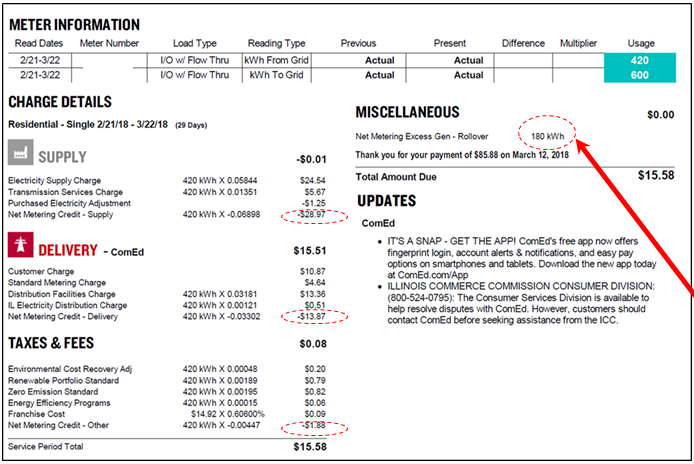 METER INFORMATION
Read Dates Meter Number Load Type Reading Type Previous Present Difference Multiplier Usage
2/21-3/22 I/O w/ Flow Thru kWh From Grid Actual Actual 420
2/21-3/22 I/O w/ Flow Thru kWh To Grid Actual Actual 600
CHARGE DETAILS
Residential - Single 2/21/18 - 3/22/18 (29 Days)
SUPPLY -$0.01
Electricity Supply Charge 420 kWh X 0.05844 $24.54
Transmission Services Charge 420 kWh X 0.01351 $5.67
Purchased Electricity Adjustment -$1.25
Net Metering Credit - Supply 420 kWh X -0.06898 -$28.97
DELIVERY - ComEd $15.51
Customer Charge $10.87
Standard Metering Charge $4.64
Distribution Facilities Charge 420 kWh X 0.03181 $13.36
IL Electricity Distribution Charge 420 kWh X 0.00121 $0.51
Net Metering Credit - Delivery 420 kWh X -0.03302 -$13.87
TAXES & FEES $0.08
Environmental Cost Recovery Adj 420 kWh X 0.00048 $0.20
Renewable Portfolio Standard 420 kWh X 0.00189 $0.79
Zero Emission Standard 420 kWh X 0.00195 $0.82
Energy Efficiency Programs 420 kWh X 0.00015 $0.06
Franchise Cost $14.92 X 0.60600% $0.09
Net Metering Credit - Other 420 kWh X -0.00447 -$1.88
Service Period Total $15.58
MISCELLANEOUS $0.00
Net Metering Excess Gen - Rollover 180 kWh
Thank you for your payment of $85.88 on March 12, 2018
Total Amount Due $15.58
UPDATES
ComEd
• IT'S A SNAP - GET THE APP! ComEd's free app now offers
fingerprint login, account alerts & notifications, and easy pay
options on smartphones and tablets. Download the new app today
at ComEd.com/App
• ILLINOIS COMMERCE COMMISSION CONSUMER DIVISION:
(800-524-0795): The Consumer Services Division is available to
help resolve disputes with ComEd. However, customers should
contact ComEd before seeking assistance from the ICC.